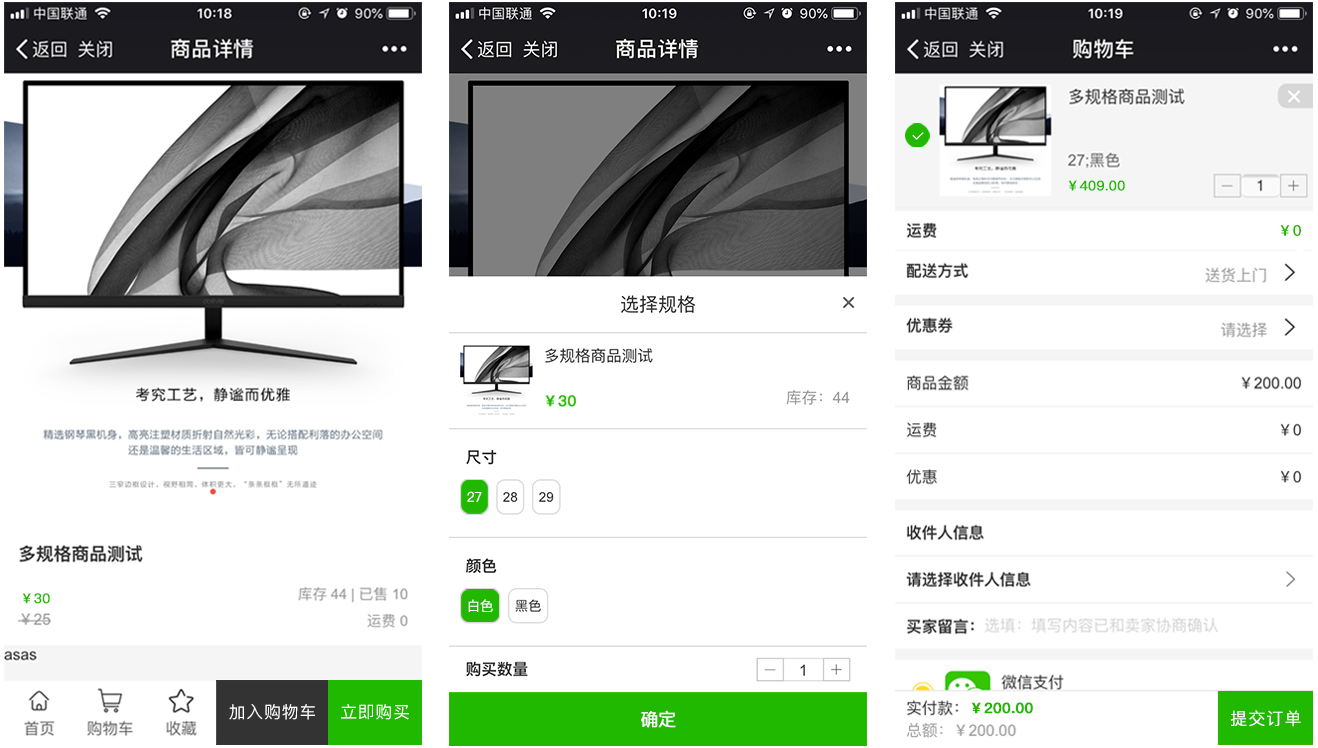 中国联通 10:18 90%
返回 关闭 商品详情
考究工艺，静谧而优雅
精选钢琴黑机身，高亮注塑材质折射自然光彩，无论搭配利落的办公空间
还是温馨的生活区域，皆可静谧呈现
三窄边框设计，视野相同，体积更大，“条条框框”无所遁迹
多规格商品测试
￥30
库存 44 | 已售 10
￥25
运费 0
asas
首页 购物车 收藏 加入购物车 立即购买
中国联通 10:19 90%
返回 关闭 商品详情
选择规格
多规格商品测试
￥30
库存：44
尺寸
27 28 29
颜色
白色 黑色
购买数量 1
确定
中国联通 10:19 90%
返回 关闭 购物车
多规格商品测试
27;黑色
￥409.00 1
运费 ￥0
配送方式 送货上门
优惠券 请选择
商品金额 ￥200.00
运费 ￥0
优惠 ￥0
收件人信息
请选择收件人信息
买家留言： 选填：填写内容已和卖家协商确认
微信支付
实付款：￥200.00
总额：￥200.00
提交订单